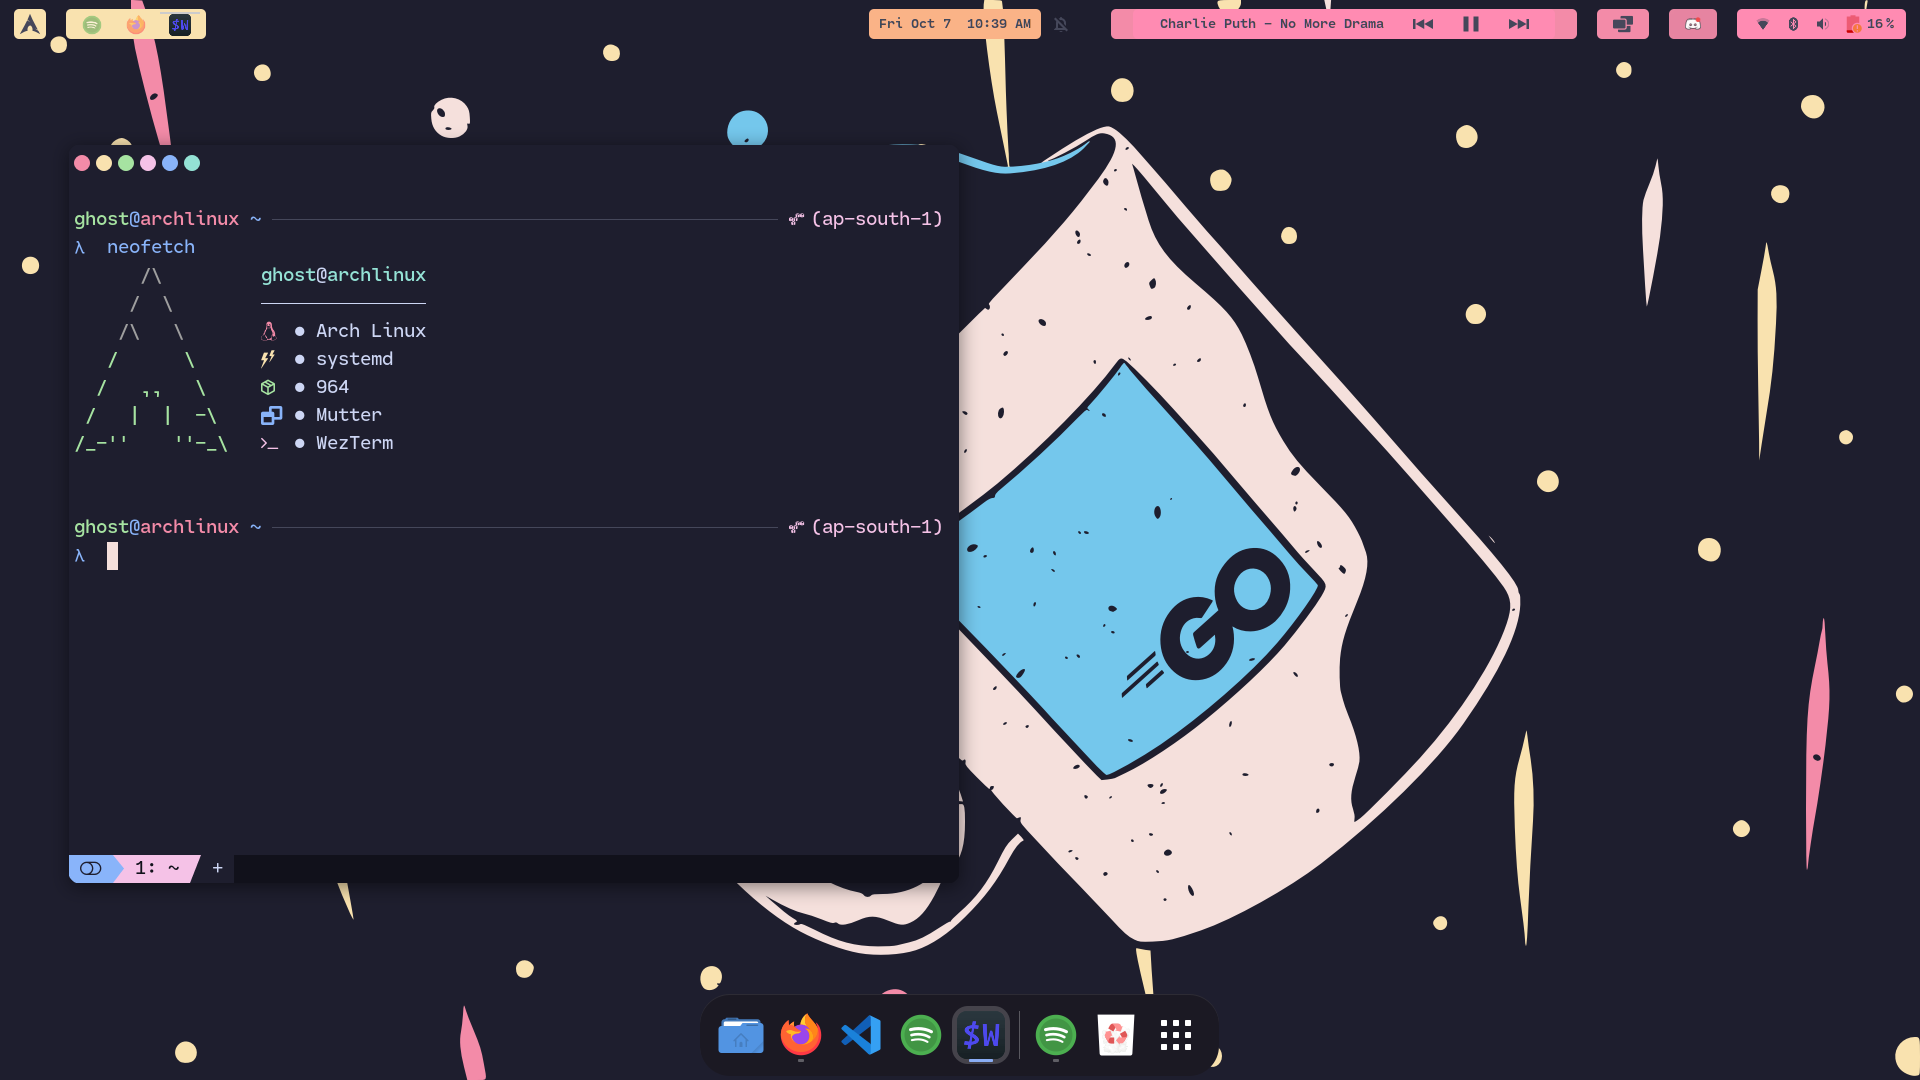 $W
Fri Oct 7 10:39 AM
Charlie Puth - No More Drama
16%
ghost@archlinux ~
(ap-south-1)
λ neofetch
/\
/ \
/\ \
/ \
/ ,, \
/ | | -\
/_-'' ''-_\
ghost@archlinux
● Arch Linux
● systemd
● 964
● Mutter
● WezTerm
ghost@archlinux ~
(ap-south-1)
λ
1: ~
+
GO
$W